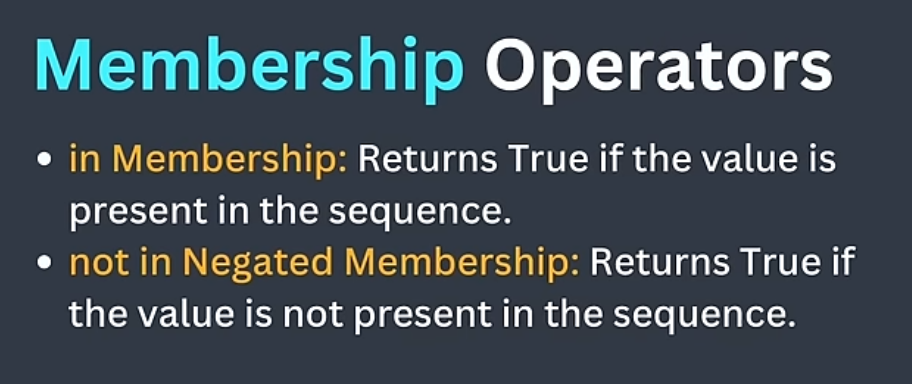 Membership Operators
• in Membership: Returns True if the value is
present in the sequence.
• not in Negated Membership: Returns True if
the value is not present in the sequence.